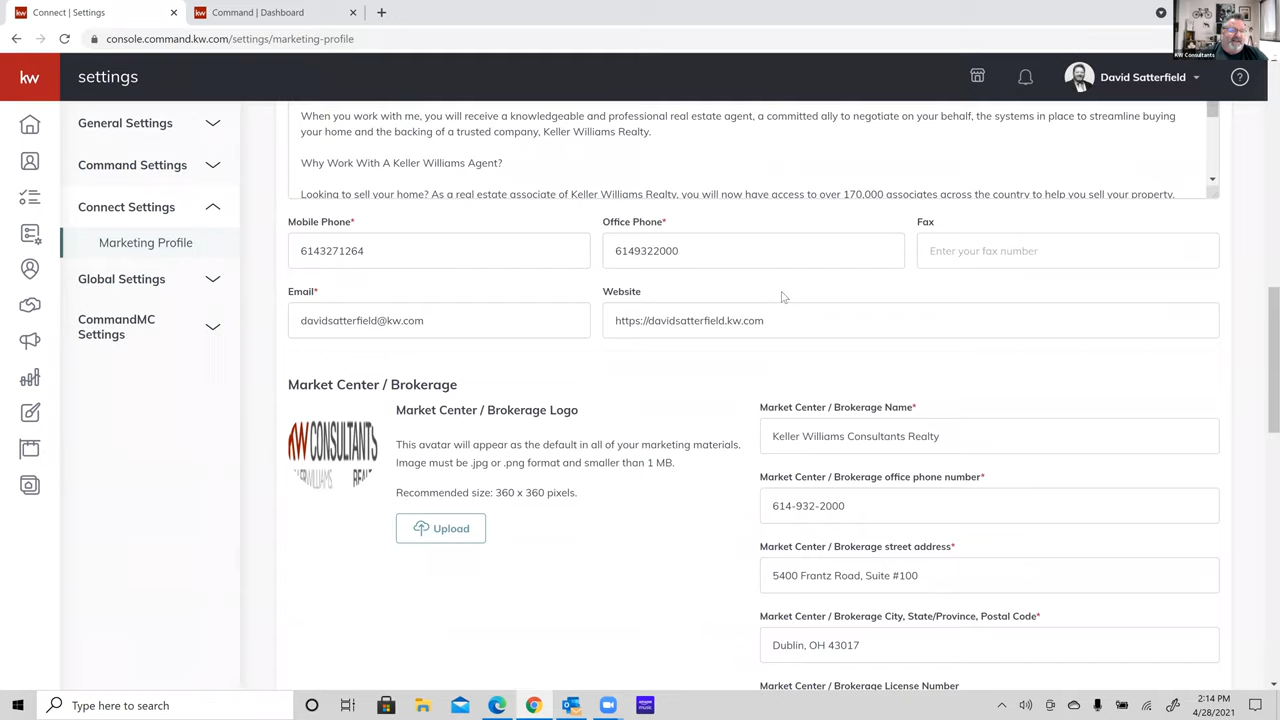 Connect | Settings
Command | Dashboard
console.command.kw.com/settings/marketing-profile
KW Consultants
kw
settings
David Satterfield
General Settings
Command Settings
Connect Settings
Marketing Profile
Global Settings
CommandMC
Settings
When you work with me, you will receive a knowledgeable and professional real estate agent, a committed ally to negotiate on your behalf, the systems in place to streamline buying
your home and the backing of a trusted company, Keller Williams Realty.
Why Work With A Keller Williams Agent?
Looking to sell your home? As a real estate associate of Keller Williams Realty, you will now have access to over 170,000 associates across the country to help you sell your property.
Mobile Phone*
Office Phone*
Fax
6143271264
6149322000
Enter your fax number
Email*
Website
davidsatterfield@kw.com
https://davidsatterfield.kw.com
Market Center / Brokerage
KW CONSULTANTS
Market Center / Brokerage Logo
This avatar will appear as the default in all of your marketing materials.
Image must be .jpg or .png format and smaller than 1 MB.
Recommended size: 360 x 360 pixels.
Upload
Market Center / Brokerage Name*
Keller Williams Consultants Realty
Market Center / Brokerage office phone number*
614-932-2000
Market Center / Brokerage street address*
5400 Frantz Road, Suite #100
Market Center / Brokerage City, State/Province, Postal Code*
Dublin, OH 43017
Market Center / Brokerage License Number
Type here to search
amazon
music
2:14 PM
4/28/2021